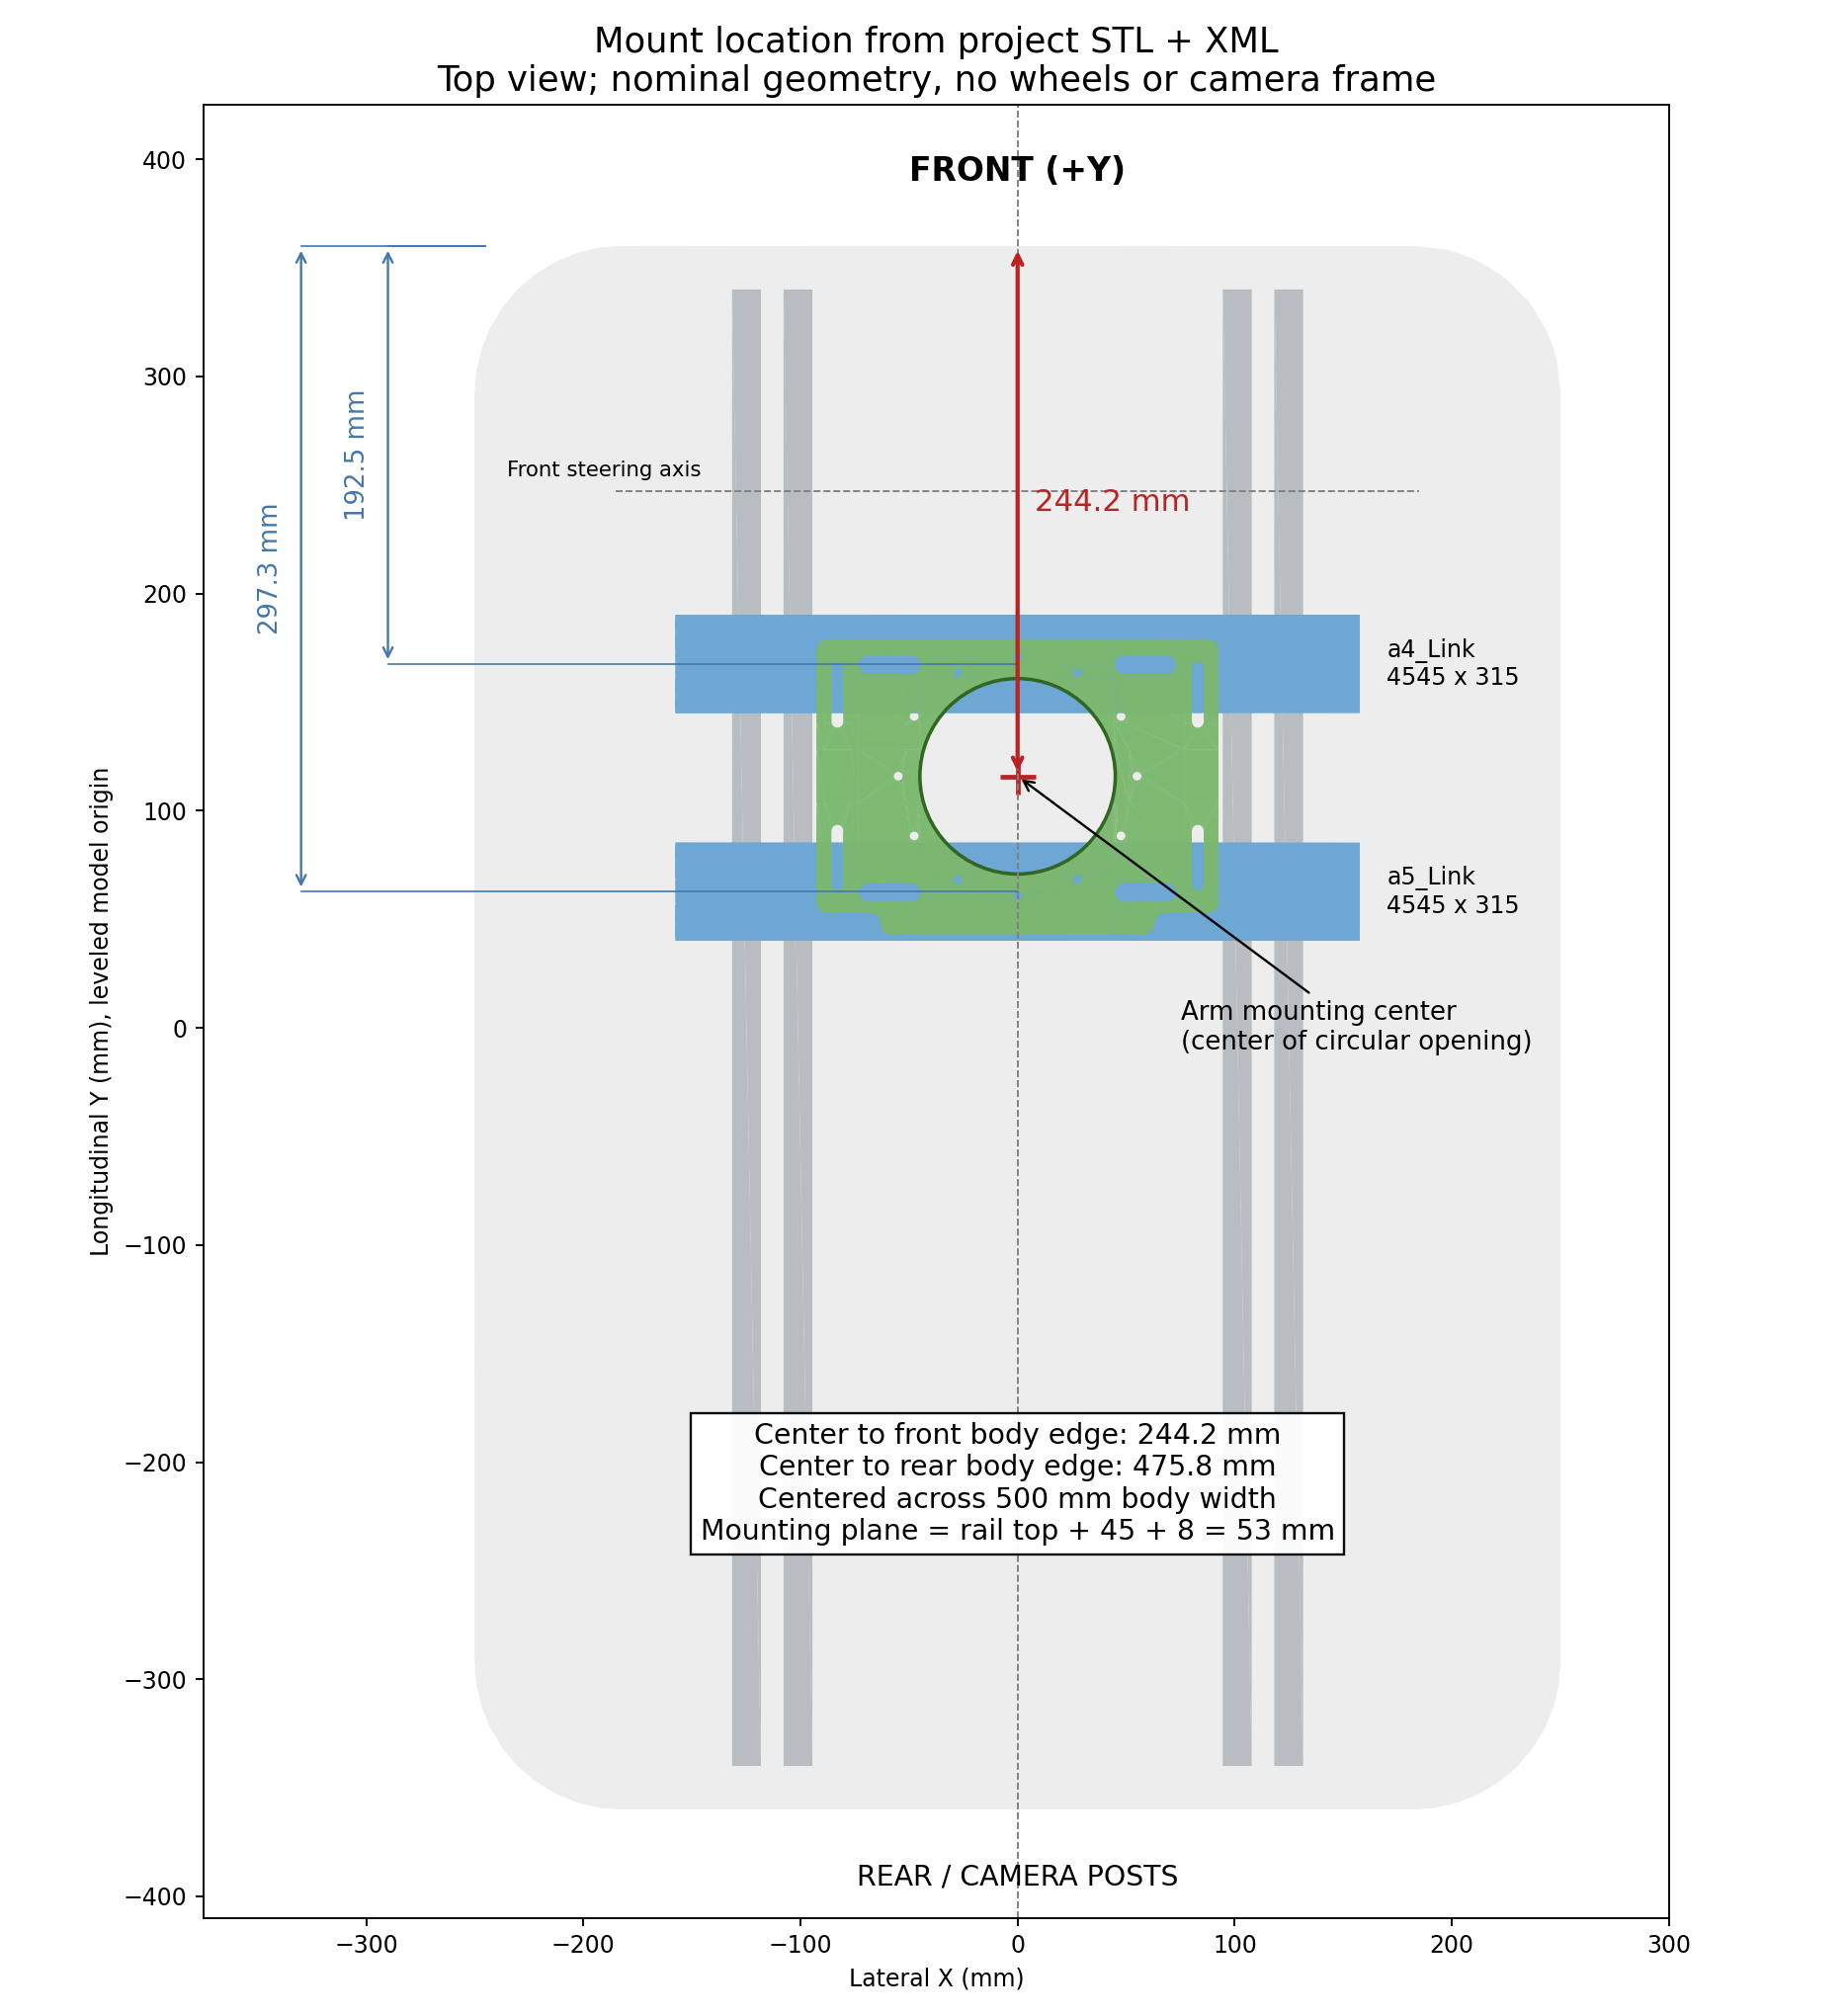 Mount location from project STL + XML
Top view; nominal geometry, no wheels or camera frame
FRONT (+Y)
400
300
200
100
0
−100
−200
−300
−400
Longitudinal Y (mm), leveled model origin
297.3 mm
192.5 mm
Front steering axis
244.2 mm
a4_Link
4545 x 315
a5_Link
4545 x 315
Arm mounting center
(center of circular opening)
Center to front body edge: 244.2 mm
Center to rear body edge: 475.8 mm
Centered across 500 mm body width
Mounting plane = rail top + 45 + 8 = 53 mm
REAR / CAMERA POSTS
−300
−200
−100
0
100
200
300
Lateral X (mm)